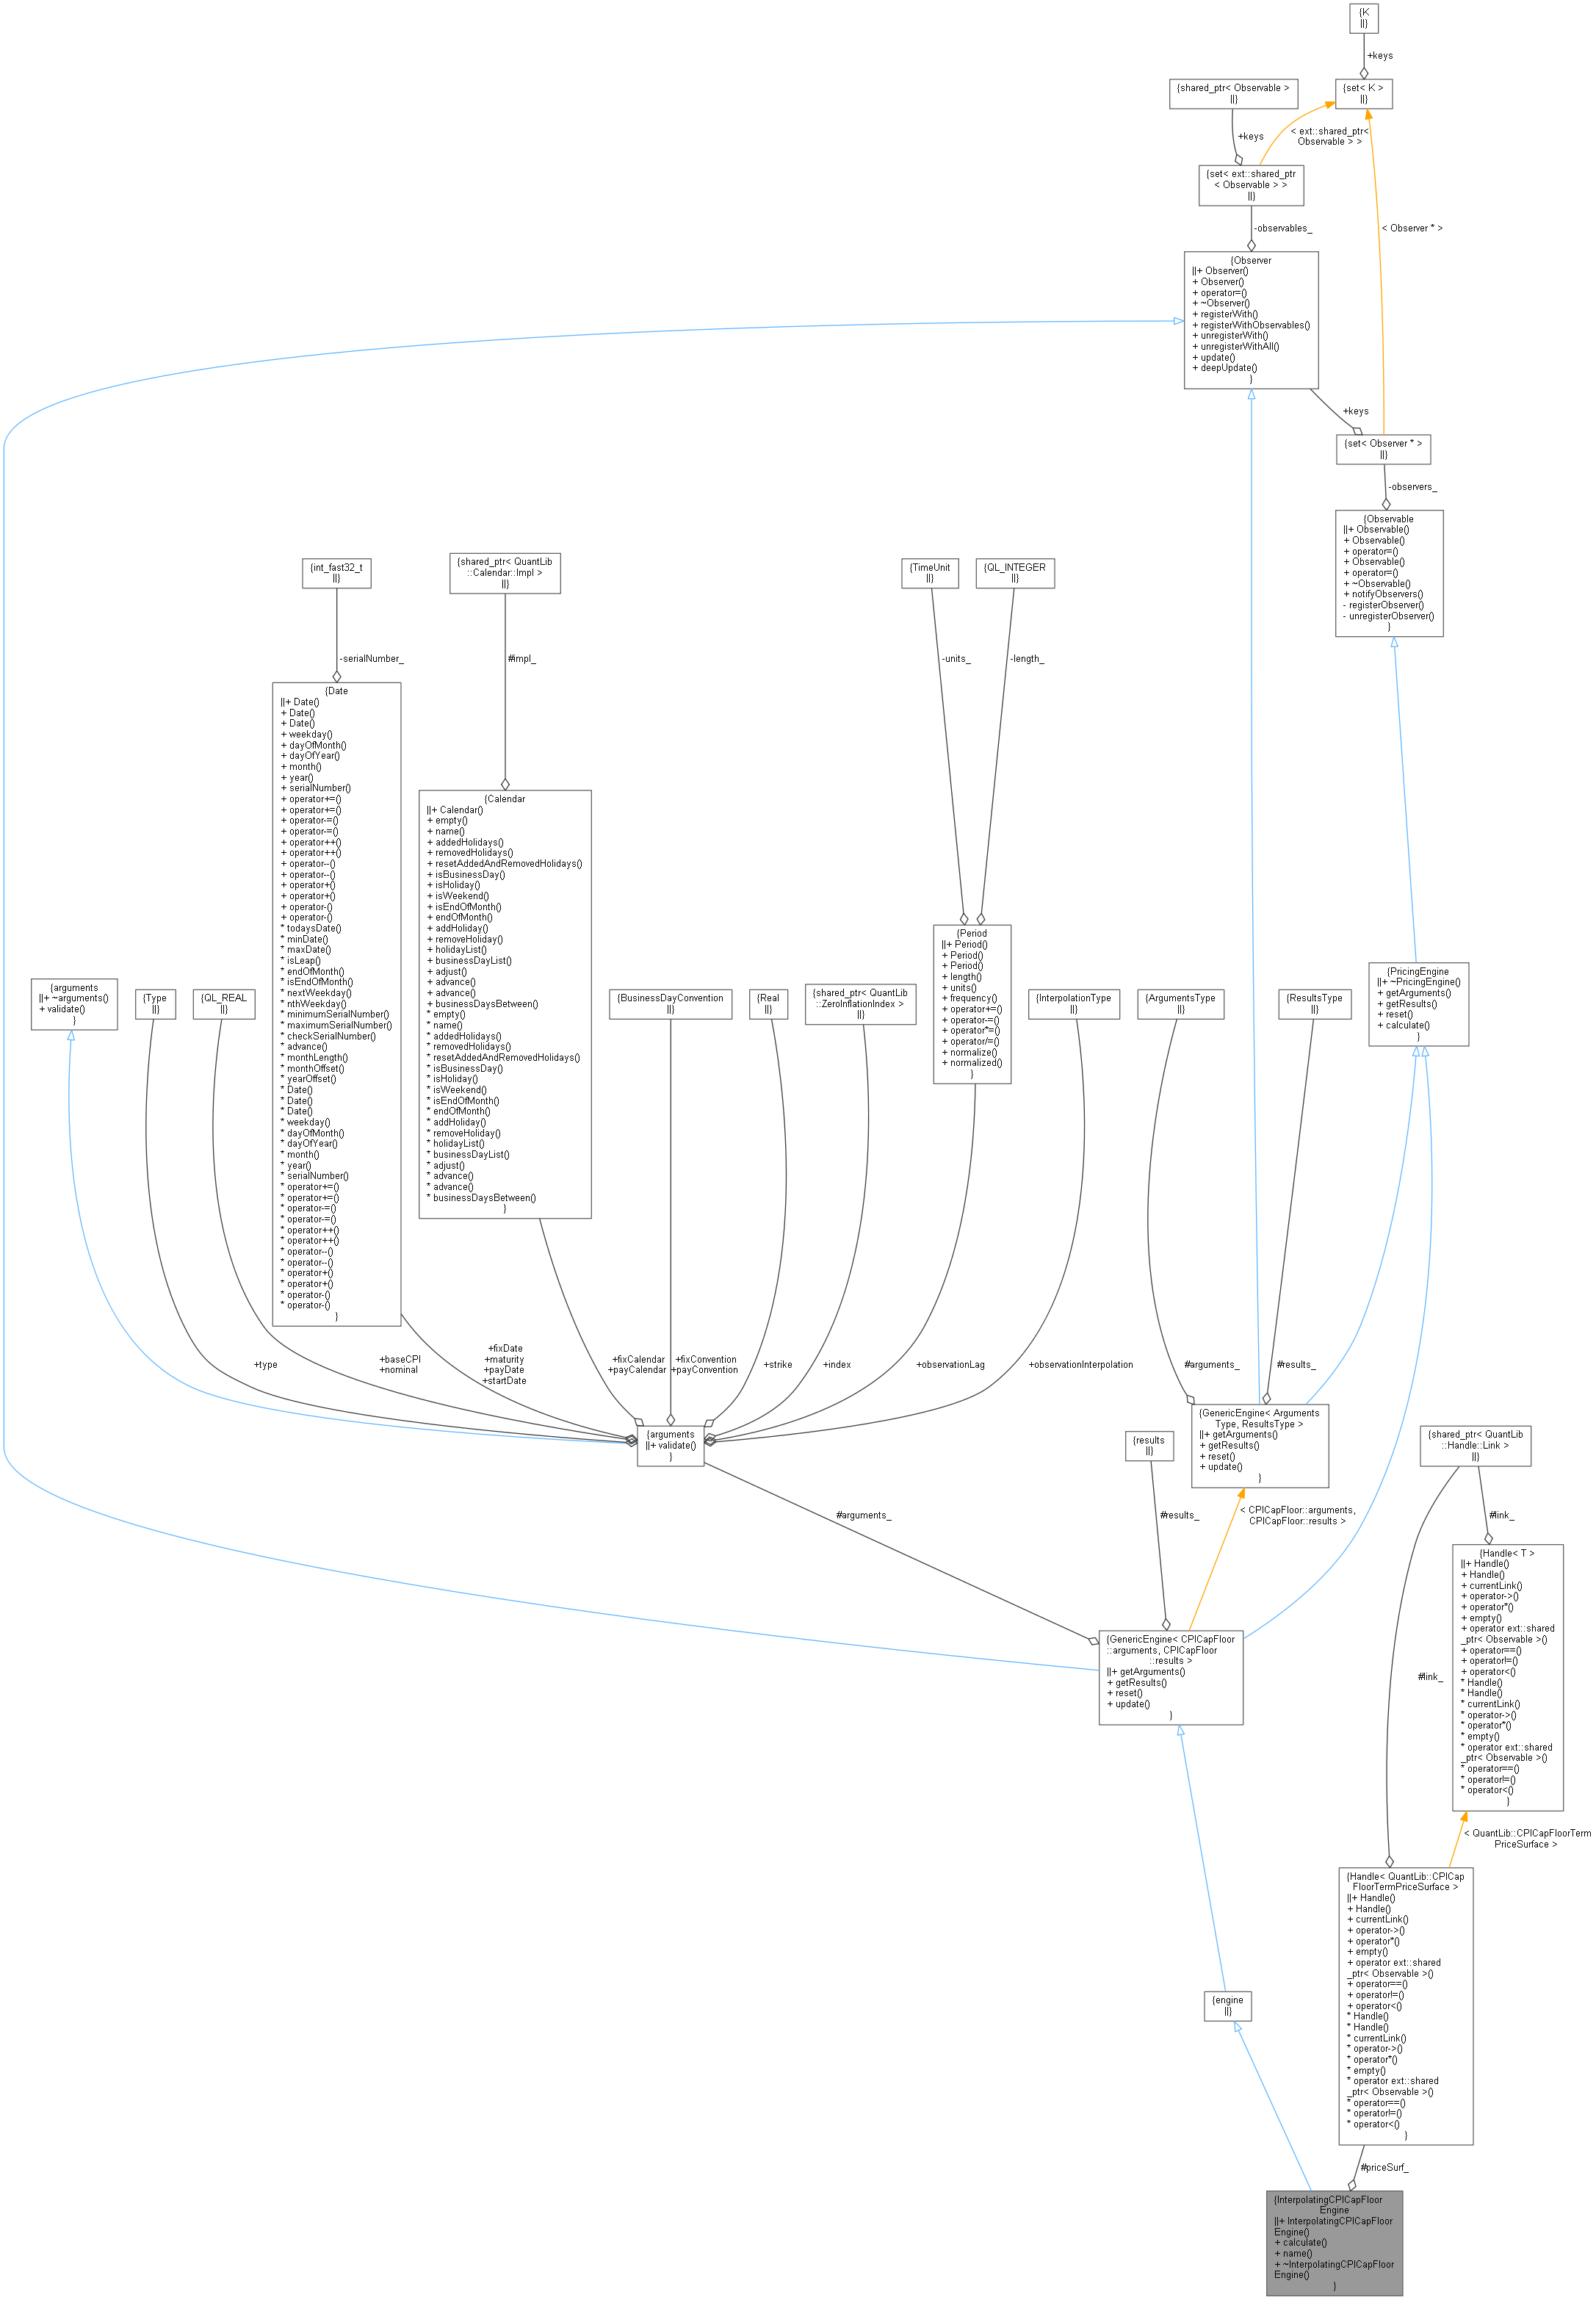 {K
||}
+keys
{shared_ptr< Observable >
||}
{set< K >
||}
+keys
< ext::shared_ptr<
Observable > >
{set< ext::shared_ptr
< Observable > >
||}
-observables_
< Observer * >
{Observer
||+ Observer()
+ Observer()
+ operator=()
+ ~Observer()
+ registerWith()
+ registerWithObservables()
+ unregisterWith()
+ unregisterWithAll()
+ update()
+ deepUpdate()
}
+keys
{set< Observer * >
||}
-observers_
{Observable
||+ Observable()
+ Observable()
+ operator=()
+ Observable()
+ operator=()
+ ~Observable()
+ notifyObservers()
- registerObserver()
- unregisterObserver()
}
{int_fast32_t
||}
{shared_ptr< QuantLib
::Calendar::Impl >
||}
{TimeUnit
||}
{QL_INTEGER
||}
-serialNumber_
#impl_
-units_
-length_
{Date
||+ Date()
+ Date()
+ Date()
+ weekday()
+ dayOfMonth()
+ dayOfYear()
+ month()
+ year()
+ serialNumber()
+ operator+=()
+ operator+=()
+ operator-=()
+ operator-=()
+ operator++()
+ operator++()
+ operator--()
+ operator--()
+ operator+()
+ operator+()
+ operator-()
+ operator-()
* todaysDate()
* minDate()
* maxDate()
* isLeap()
* endOfMonth()
* isEndOfMonth()
* nextWeekday()
* nthWeekday()
* minimumSerialNumber()
* maximumSerialNumber()
* checkSerialNumber()
* advance()
* monthLength()
* monthOffset()
* yearOffset()
* Date()
* Date()
* Date()
* weekday()
* dayOfMonth()
* dayOfYear()
* month()
* year()
* serialNumber()
* operator+=()
* operator+=()
* operator-=()
* operator-=()
* operator++()
* operator++()
* operator--()
* operator--()
* operator+()
* operator+()
* operator-()
* operator-()
}
{Calendar
||+ Calendar()
+ empty()
+ name()
+ addedHolidays()
+ removedHolidays()
+ resetAddedAndRemovedHolidays()
+ isBusinessDay()
+ isHoliday()
+ isWeekend()
+ isEndOfMonth()
+ endOfMonth()
+ addHoliday()
+ removeHoliday()
+ holidayList()
+ businessDayList()
+ adjust()
+ advance()
+ advance()
+ businessDaysBetween()
* empty()
* name()
* addedHolidays()
* removedHolidays()
* resetAddedAndRemovedHolidays()
* isBusinessDay()
* isHoliday()
* isWeekend()
* isEndOfMonth()
* endOfMonth()
* addHoliday()
* removeHoliday()
* holidayList()
* businessDayList()
* adjust()
* advance()
* advance()
* businessDaysBetween()
}
{Period
||+ Period()
+ Period()
+ Period()
+ length()
+ units()
+ frequency()
+ operator+=()
+ operator-=()
+ operator*=()
+ operator/=()
+ normalize()
+ normalized()
}
{PricingEngine
||+ ~PricingEngine()
+ getArguments()
+ getResults()
+ reset()
+ calculate()
}
{arguments
||+ ~arguments()
+ validate()
}
{Type
||}
{QL_REAL
||}
{BusinessDayConvention
||}
{Real
||}
{shared_ptr< QuantLib
::ZeroInflationIndex >
||}
{InterpolationType
||}
{ArgumentsType
||}
{ResultsType
||}
+type
+baseCPI
+nominal
+fixDate
+maturity
+payDate
+startDate
+fixCalendar
+payCalendar
+fixConvention
+payConvention
+strike
+index
+observationLag
+observationInterpolation
#arguments_
#results_
{arguments
||+ validate()
}
{results
||}
{GenericEngine< Arguments
Type, ResultsType >
||+ getArguments()
+ getResults()
+ reset()
+ update()
}
{shared_ptr< QuantLib
::Handle::Link >
||}
#arguments_
#results_
< CPICapFloor::arguments,
CPICapFloor::results >
#link_
{Handle< T >
||+ Handle()
+ Handle()
+ currentLink()
+ operator->()
+ operator*()
+ empty()
+ operator ext::shared
_ptr< Observable >()
+ operator==()
+ operator!=()
+ operator<()
* Handle()
* Handle()
* currentLink()
* operator->()
* operator*()
* empty()
* operator ext::shared
_ptr< Observable >()
* operator==()
* operator!=()
* operator<()
}
{GenericEngine< CPICapFloor
::arguments, CPICapFloor
::results >
||+ getArguments()
+ getResults()
+ reset()
+ update()
}
#link_
< QuantLib::CPICapFloorTerm
PriceSurface >
{Handle< QuantLib::CPICap
FloorTermPriceSurface >
||+ Handle()
+ Handle()
+ currentLink()
+ operator->()
+ operator*()
+ empty()
+ operator ext::shared
_ptr< Observable >()
+ operator==()
+ operator!=()
+ operator<()
* Handle()
* Handle()
* currentLink()
* operator->()
* operator*()
* empty()
* operator ext::shared
_ptr< Observable >()
* operator==()
* operator!=()
* operator<()
}
{engine
||}
#priceSurf_
{InterpolatingCPICapFloor
Engine
||+ InterpolatingCPICapFloor
Engine()
+ calculate()
+ name()
+ ~InterpolatingCPICapFloor
Engine()
}